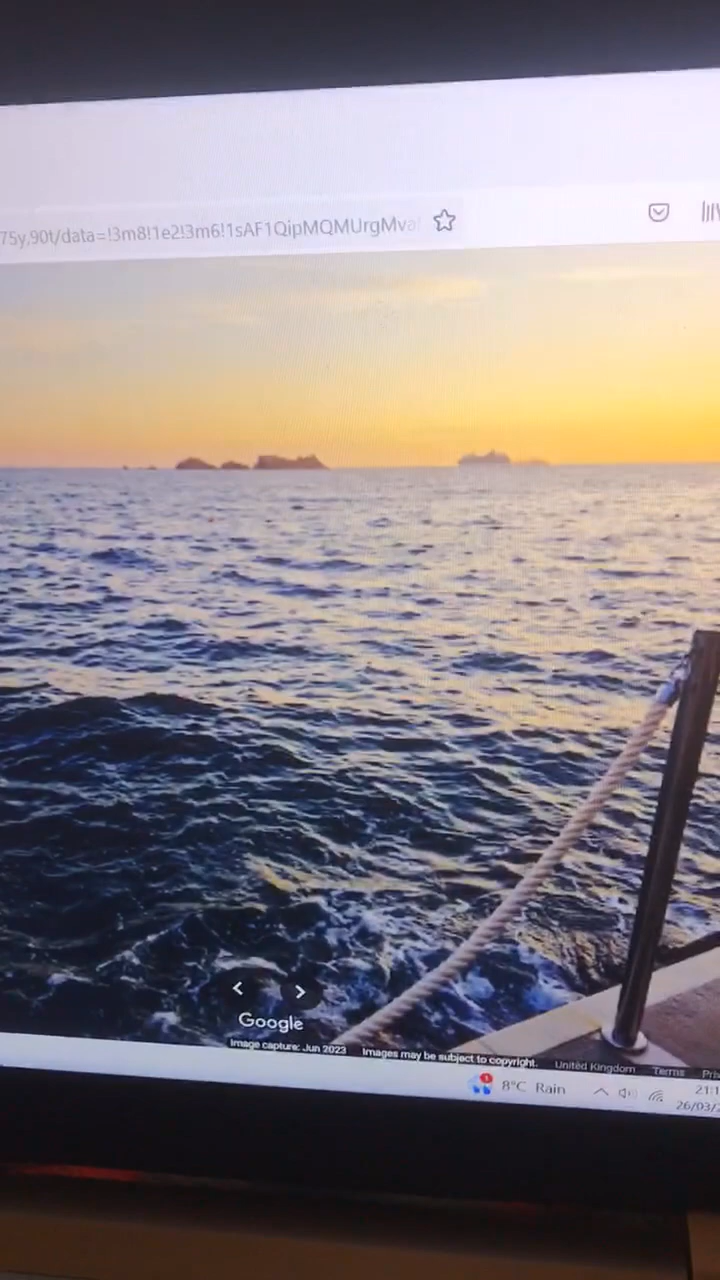 75y,90t/data=!3m8!1e2!3m6!1sAF1QipMQMUrgMva
Google
Image capture: Jun 2023 Images may be subject to copyright. United Kingdom Terms
8°C Rain
21:1
26/03/2